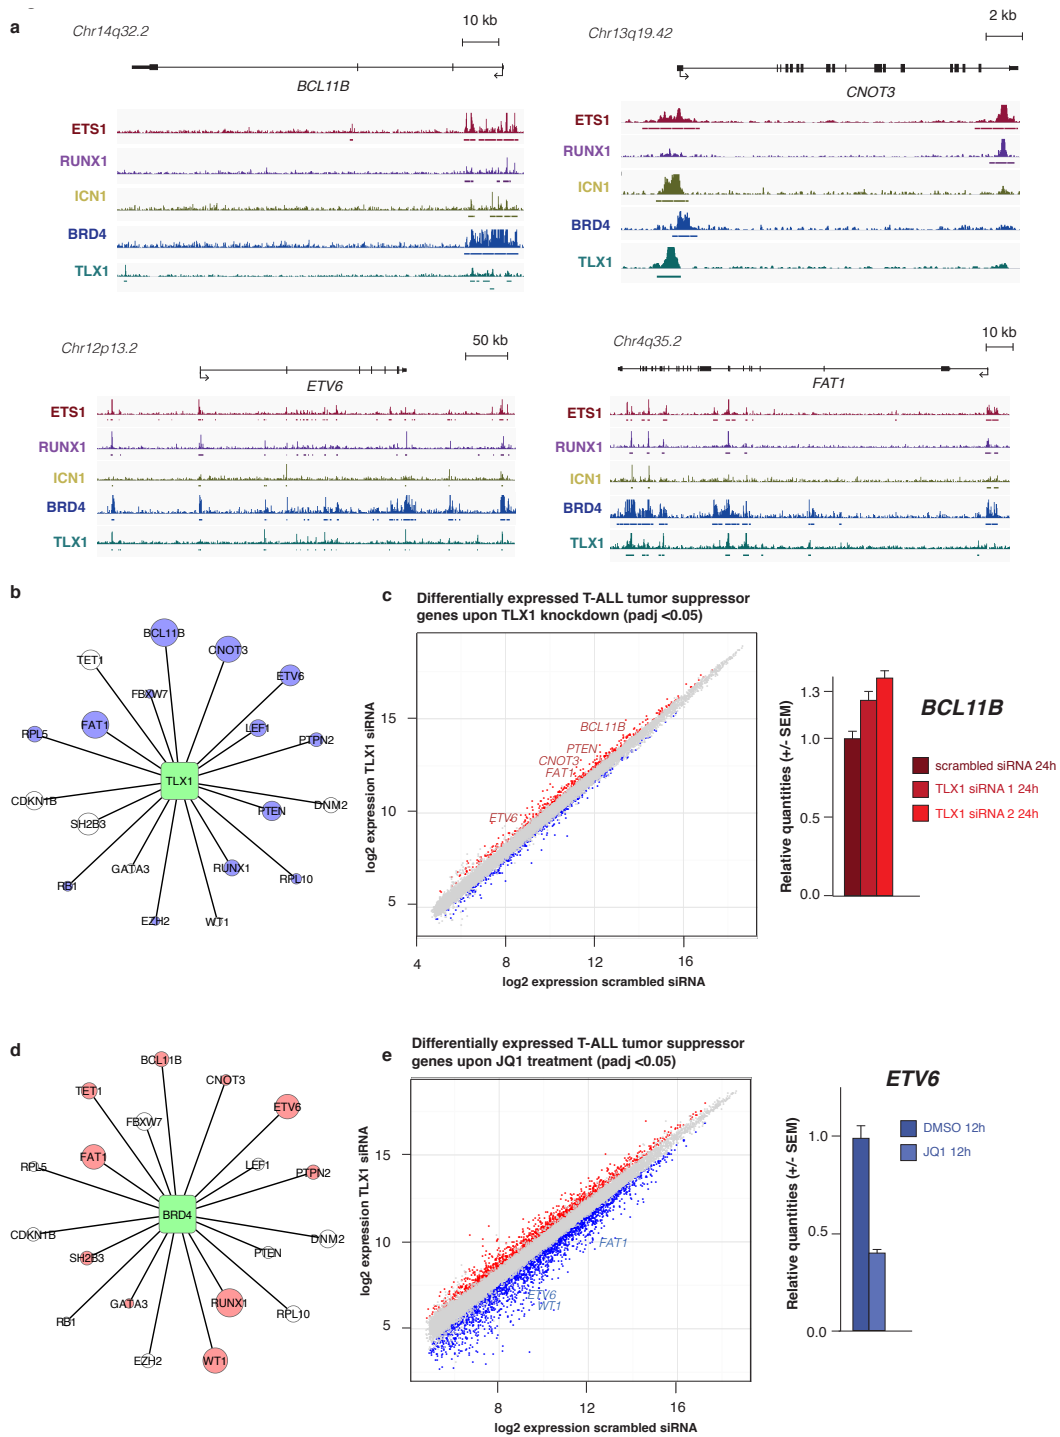 a
Chr14q32.2
10 kb
BCL11B
ETS1
RUNX1
ICN1
BRD4
TLX1
Chr13q19.42
2 kb
CNOT3
ETS1
RUNX1
ICN1
BRD4
TLX1
Chr12p13.2
50 kb
ETV6
ETS1
RUNX1
ICN1
BRD4
TLX1
Chr4q35.2
10 kb
FAT1
ETS1
RUNX1
ICN1
BRD4
TLX1
b
BCL11B
CNOT3
TET1
ETV6
FBXW7
FAT1
LEF1
RPL5
PTPN2
TLX1
CDKN1B
DNM2
PTEN
SH2B3
GATA3
RUNX1
RPL10
RB1
EZH2
WT1
c
Differentially expressed T-ALL tumor suppressor
genes upon TLX1 knockdown (padj <0.05)
log2 expression TLX1 siRNA
15
10
5
BCL11B
PTEN
CNOT3
FAT1
ETV6
4
8
12
16
log2 expression scrambled siRNA
Relative quantities (+/- SEM)
1.3
1.0
0.5
0.0
BCL11B
scrambled siRNA 24h
TLX1 siRNA 1 24h
TLX1 siRNA 2 24h
d
BCL11B
CNOT3
TET1
ETV6
FBXW7
FAT1
LEF1
RPL5
PTPN2
BRD4
CDKN1B
DNM2
PTEN
SH2B3
GATA3
RUNX1
RPL10
RB1
EZH2
WT1
e
Differentially expressed T-ALL tumor suppressor
genes upon JQ1 treatment (padj <0.05)
log2 expression TLX1 siRNA
15
10
5
FAT1
ETV6
WT1
8
12
16
log2 expression scrambled siRNA
Relative quantities (+/- SEM)
1.0
0.5
0.0
ETV6
DMSO 12h
JQ1 12h